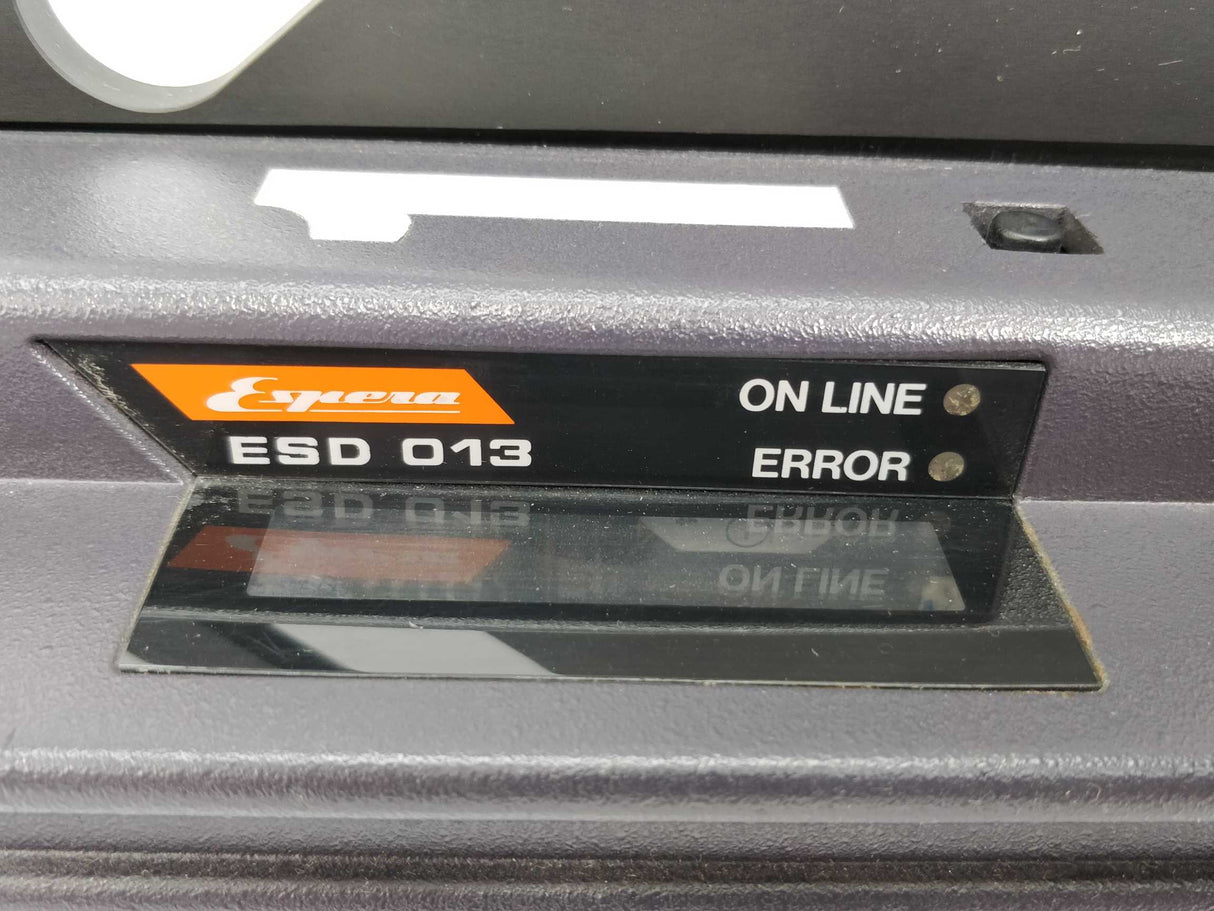 Espera
ESD 013
ON LINE
ERROR